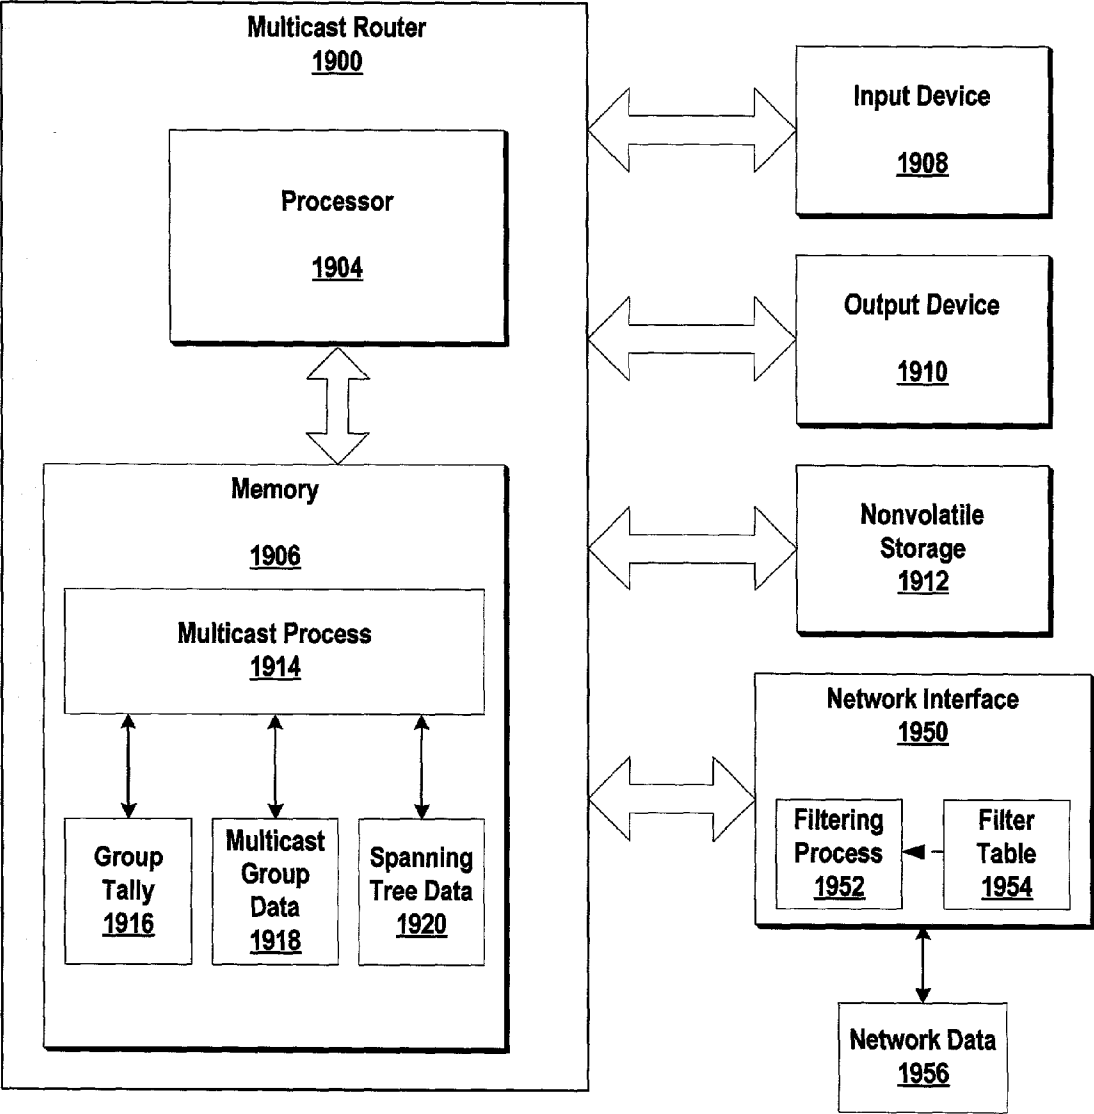 Multicast Router
1900
Processor
1904
Memory
1906
Multicast Process
1914
Group
Tally
1916
Multicast
Group
Data
1918
Spanning
Tree Data
1920
Input Device
1908
Output Device
1910
Nonvolatile
Storage
1912
Network Interface
1950
Filtering
Process
1952
Filter
Table
1954
Network Data
1956